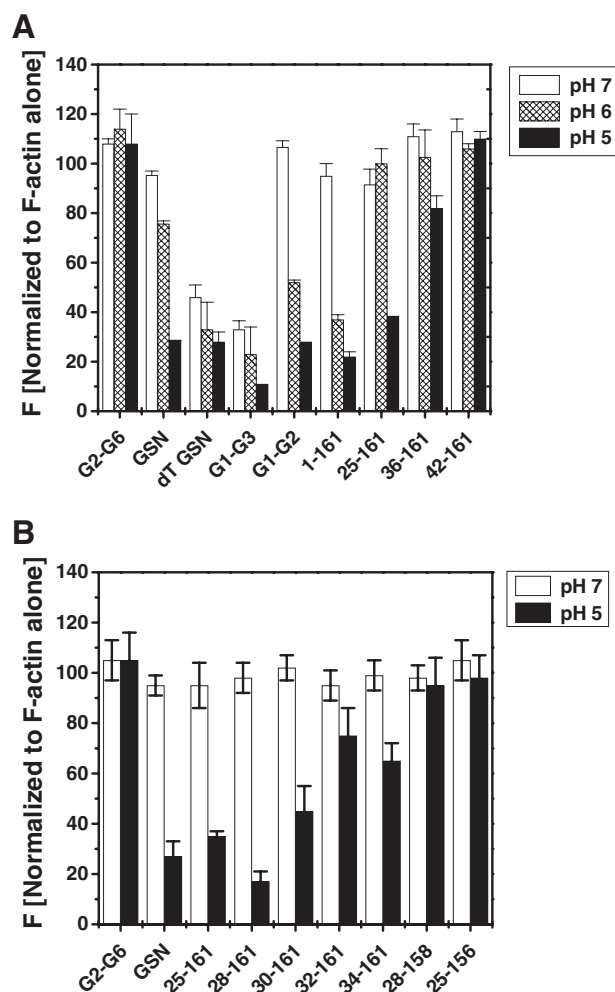 A
F [Normalized to F-actin alone]
140
120
100
80
60
40
20
0
G2-G6
GSN
dT GSN
G1-G3
G1-G2
1-161
25-161
36-161
42-161
pH 7
pH 6
pH 5
B
F [Normalized to F-actin alone]
140
120
100
80
60
40
20
0
G2-G6
GSN
25-161
28-161
30-161
32-161
34-161
28-158
25-156
pH 7
pH 5